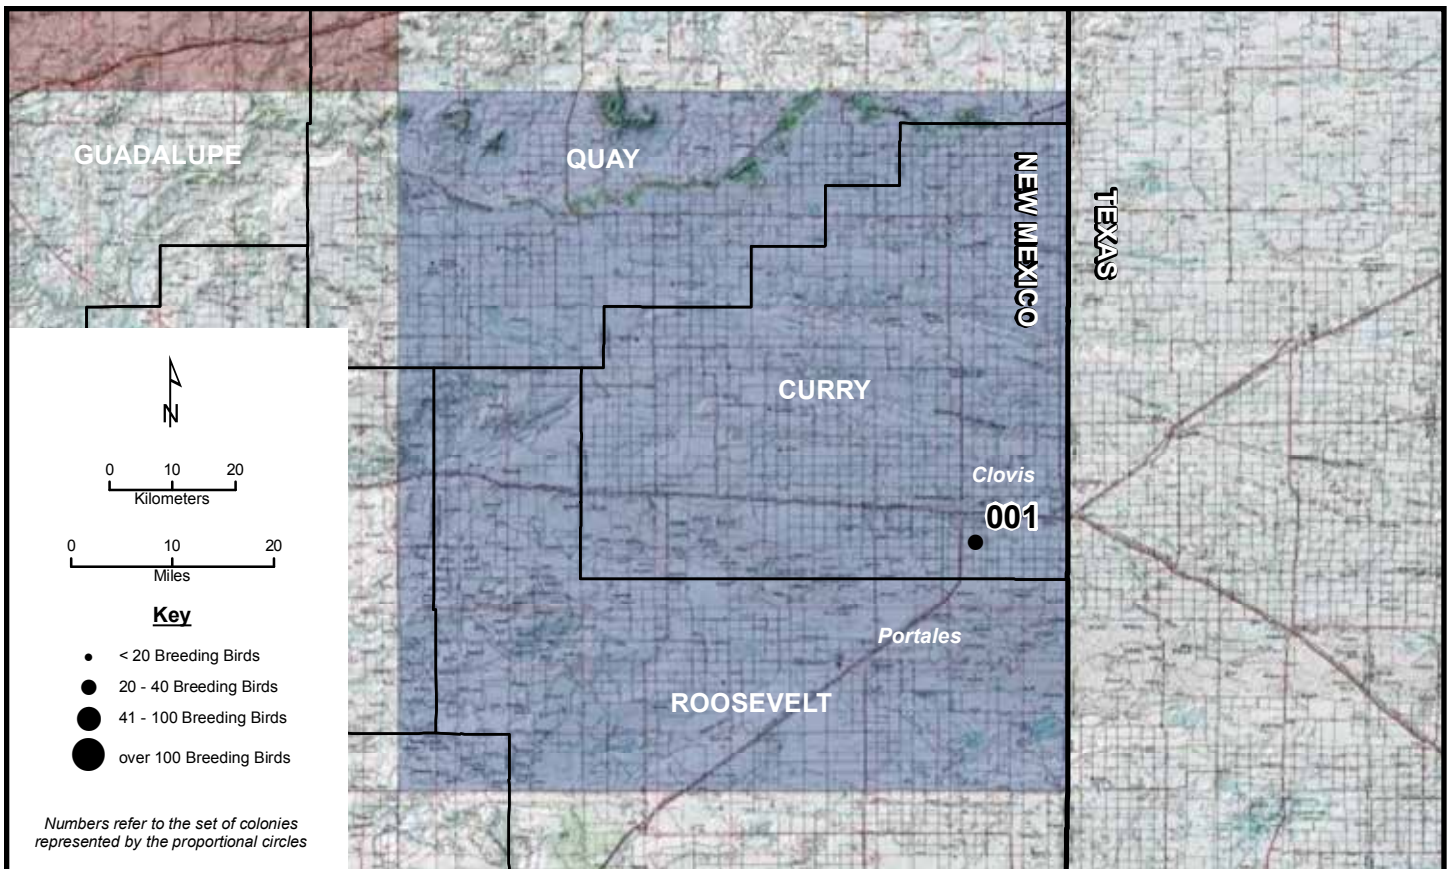 GUADALUPE
QUAY
NEW MEXICO
TEXAS
CURRY
Clovis
001
Portales
ROOSEVELT
N
0 10 20
Kilometers
0 10 20
Miles
Key
< 20 Breeding Birds
20 - 40 Breeding Birds
41 - 100 Breeding Birds
over 100 Breeding Birds
Numbers refer to the set of colonies
represented by the proportional circles